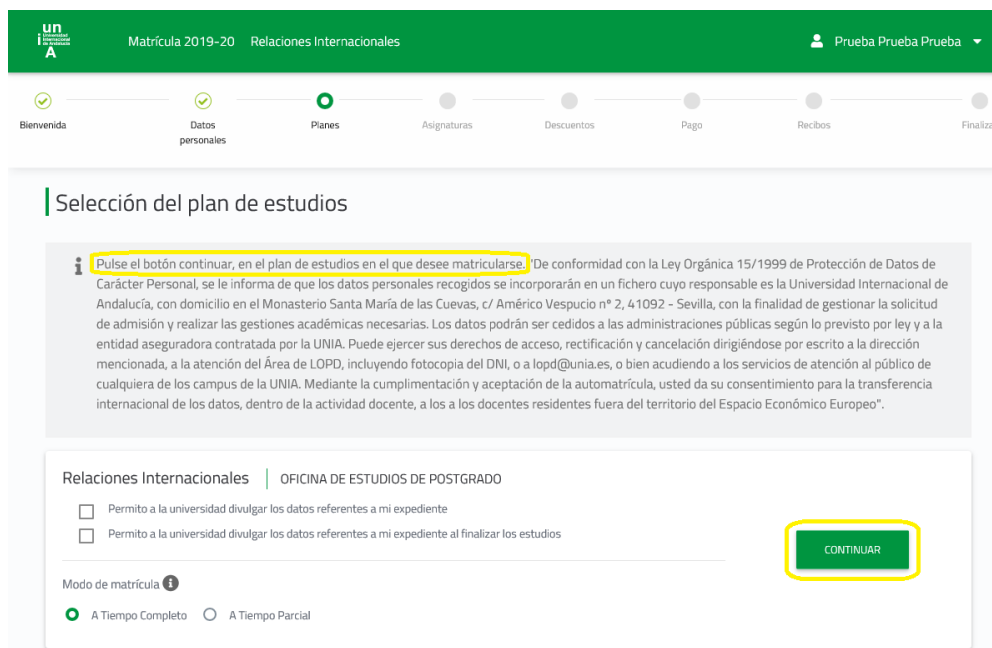 un
Universidad
i Internacional
de Andalucía
A
Matrícula 2019-20 Relaciones Internacionales
Prueba Prueba Prueba
Bienvenida
Datos
personales
Planes
Asignaturas
Descuentos
Pago
Recibos
Finaliza
Selección del plan de estudios
Pulse el botón continuar, en el plan de estudios en el que desee matricularse. "De conformidad con la Ley Orgánica 15/1999 de Protección de Datos de
Carácter Personal, se le informa de que los datos personales recogidos se incorporarán en un fichero cuyo responsable es la Universidad Internacional de
Andalucía, con domicilio en el Monasterio Santa María de las Cuevas, c/ Américo Vespucio nº 2, 41092 - Sevilla, con la finalidad de gestionar la solicitud
de admisión y realizar las gestiones académicas necesarias. Los datos podrán ser cedidos a las administraciones públicas según lo previsto por ley y a la
entidad aseguradora contratada por la UNIA. Puede ejercer sus derechos de acceso, rectificación y cancelación dirigiéndose por escrito a la dirección
mencionada, a la atención del Área de LOPD, incluyendo fotocopia del DNI, o a lopd@unia.es, o bien acudiendo a los servicios de atención al público de
cualquiera de los campus de la UNIA. Mediante la cumplimentación y aceptación de la automatrícula, usted da su consentimiento para la transferencia
internacional de los datos, dentro de la actividad docente, a los a los docentes residentes fuera del territorio del Espacio Económico Europeo".
Relaciones Internacionales OFICINA DE ESTUDIOS DE POSTGRADO
Permito a la universidad divulgar los datos referentes a mi expediente
Permito a la universidad divulgar los datos referentes a mi expediente al finalizar los estudios
CONTINUAR
Modo de matrícula
A Tiempo Completo A Tiempo Parcial